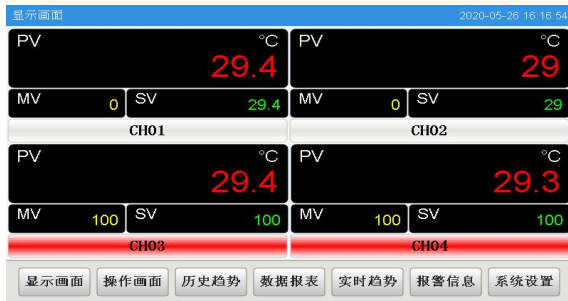 显示画面 2020-05-26 16:16:54
PV °C PV °C
29.4 29
MV 0 SV 29.4 MV 0 SV 29
CH01 CH02
PV °C PV °C
29.4 29.3
MV 100 SV 100 MV 100 SV 100
CH03 CH04
显示画面 操作画面 历史趋势 数据报表 实时趋势 报警信息 系统设置